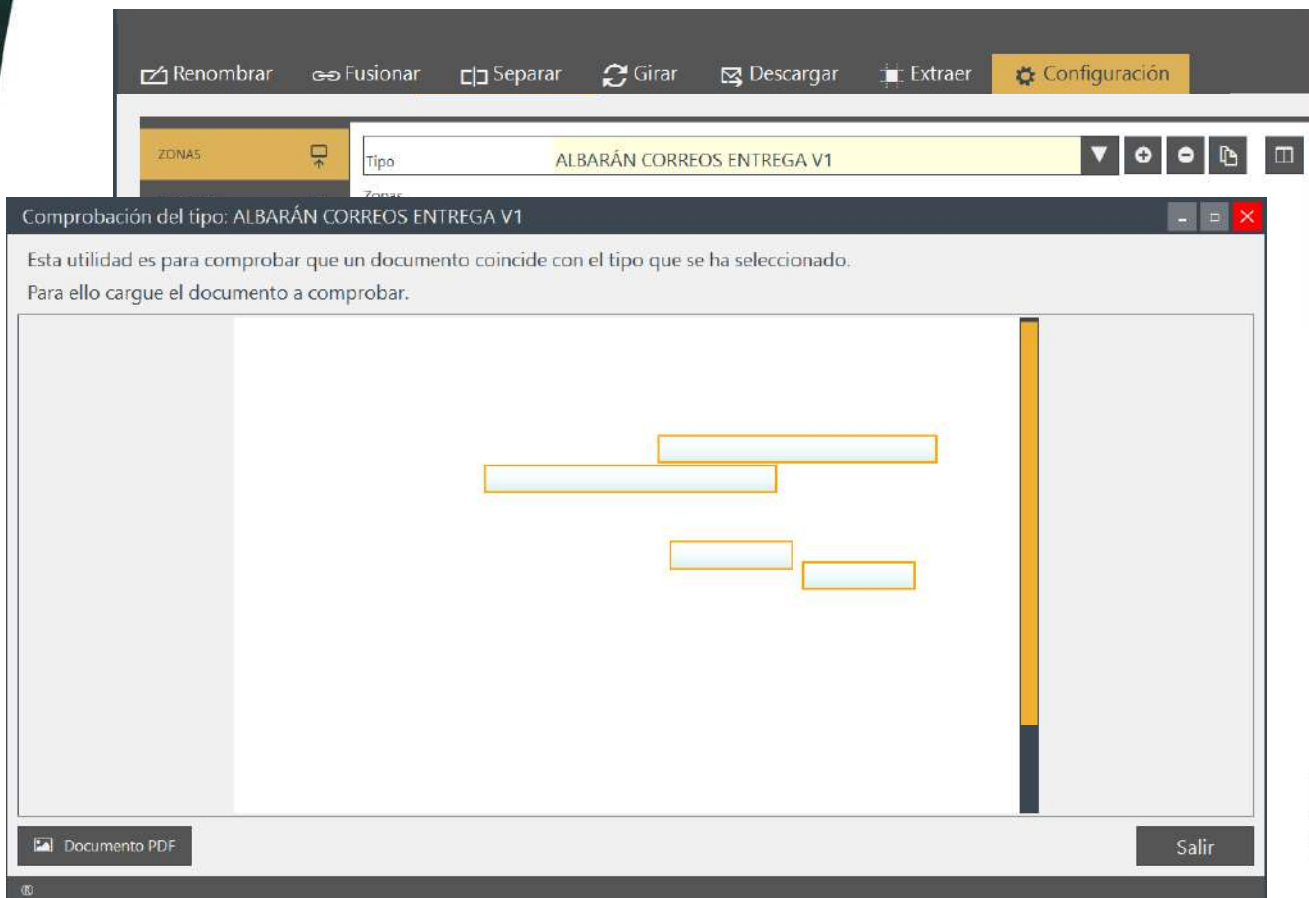 Renombrar Fusionar Separar Girar Descargar Extraer Configuración
ZONAS
Tipo ALBARÁN CORREOS ENTREGA V1
Zonas
Comprobación del tipo: ALBARÁN CORREOS ENTREGA V1
Esta utilidad es para comprobar que un documento coincide con el tipo que se ha seleccionado.
Para ello cargue el documento a comprobar.
Documento PDF
Salir
®